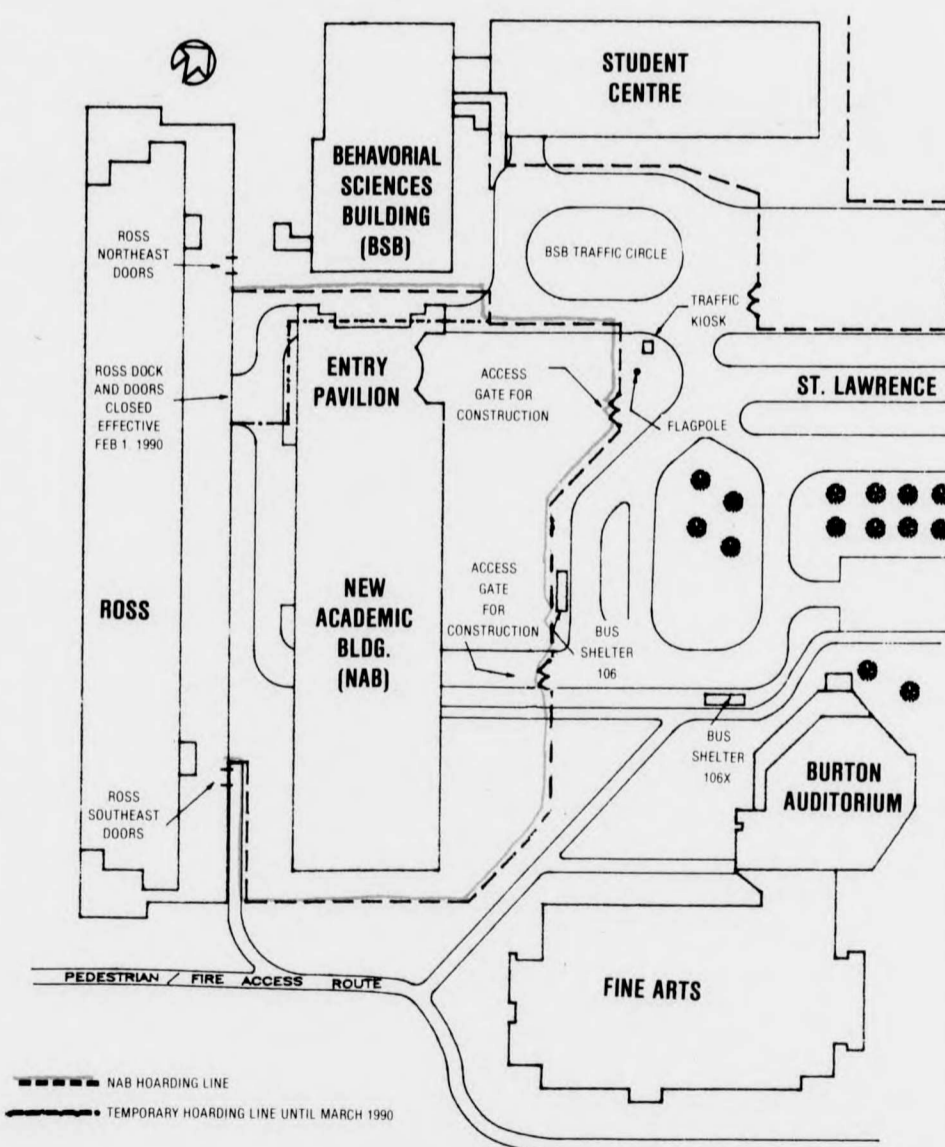 STUDENT
CENTRE
BEHAVORIAL
SCIENCES
BUILDING
(BSB)
ROSS
NORTHEAST
DOORS
BSB TRAFFIC CIRCLE
TRAFFIC
KIOSK
ROSS DOCK
AND DOORS
CLOSED
EFFECTIVE
FEB 1. 1990
ENTRY
PAVILION
ACCESS
GATE FOR
CONSTRUCTION
FLAGPOLE
ST. LAWRENCE
ROSS
NEW
ACADEMIC
BLDG.
(NAB)
ACCESS
GATE
FOR
CONSTRUCTION
BUS
SHELTER
106
BUS
SHELTER
106X
BURTON
AUDITORIUM
ROSS
SOUTHEAST
DOORS
FINE ARTS
PEDESTRIAN / FIRE ACCESS ROUTE
NAB HOARDING LINE
TEMPORARY HOARDING LINE UNTIL MARCH 1990